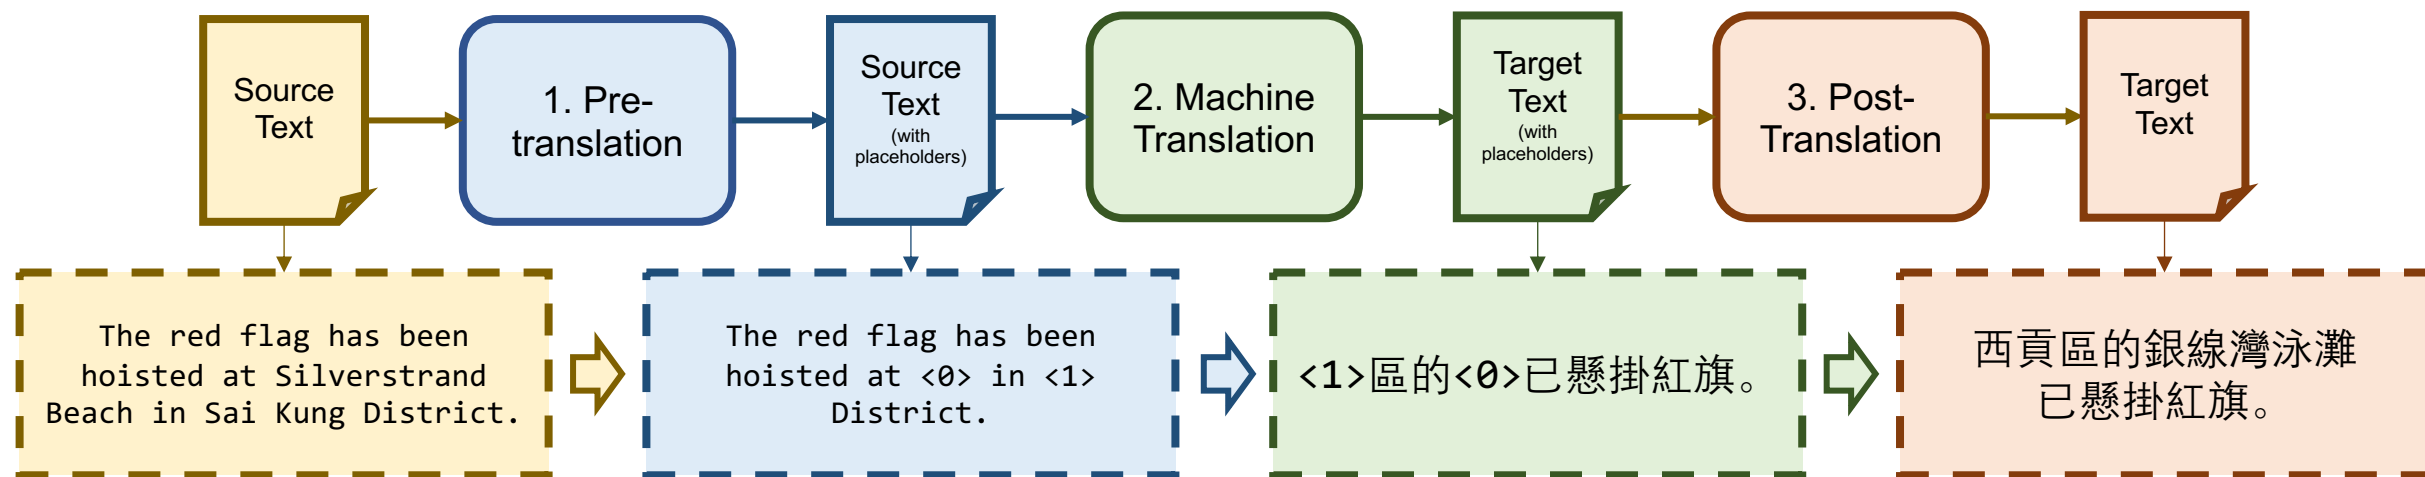 Source
Text
1. Pre-
translation
Source
Text
(with
placeholders)
2. Machine
Translation
Target
Text
(with
placeholders)
3. Post-
Translation
Target
Text
The red flag has been
hoisted at Silverstrand
Beach in Sai Kung District.
The red flag has been
hoisted at <0> in <1>
District.
<1>區的<0>已懸掛紅旗。
西貢區的銀線灣泳灘
已懸掛紅旗。